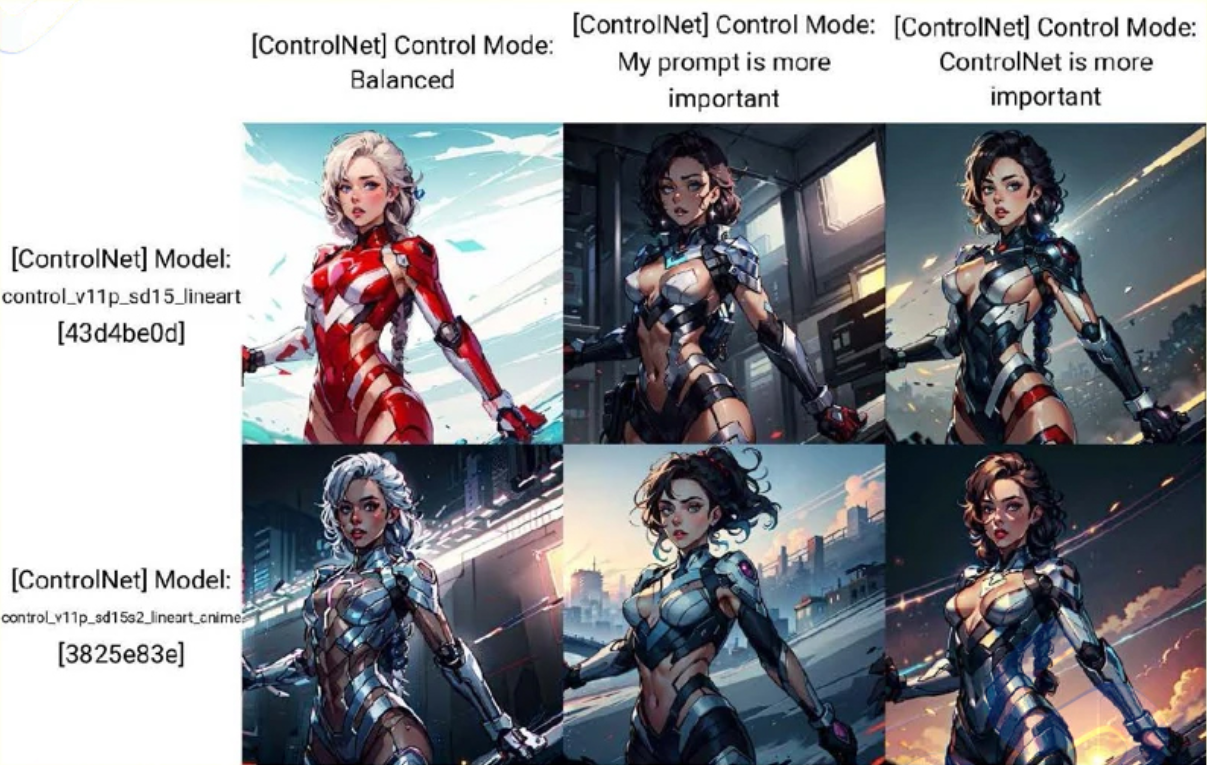 [ControlNet] Control Mode:
Balanced
[ControlNet] Control Mode:
My prompt is more
important
[ControlNet] Control Mode:
ControlNet is more
important
[ControlNet] Model:
control_v11p_sd15_lineart
[43d4be0d]
[ControlNet] Model:
control_v11p_sd15s2_lineart_anime
[3825e83e]